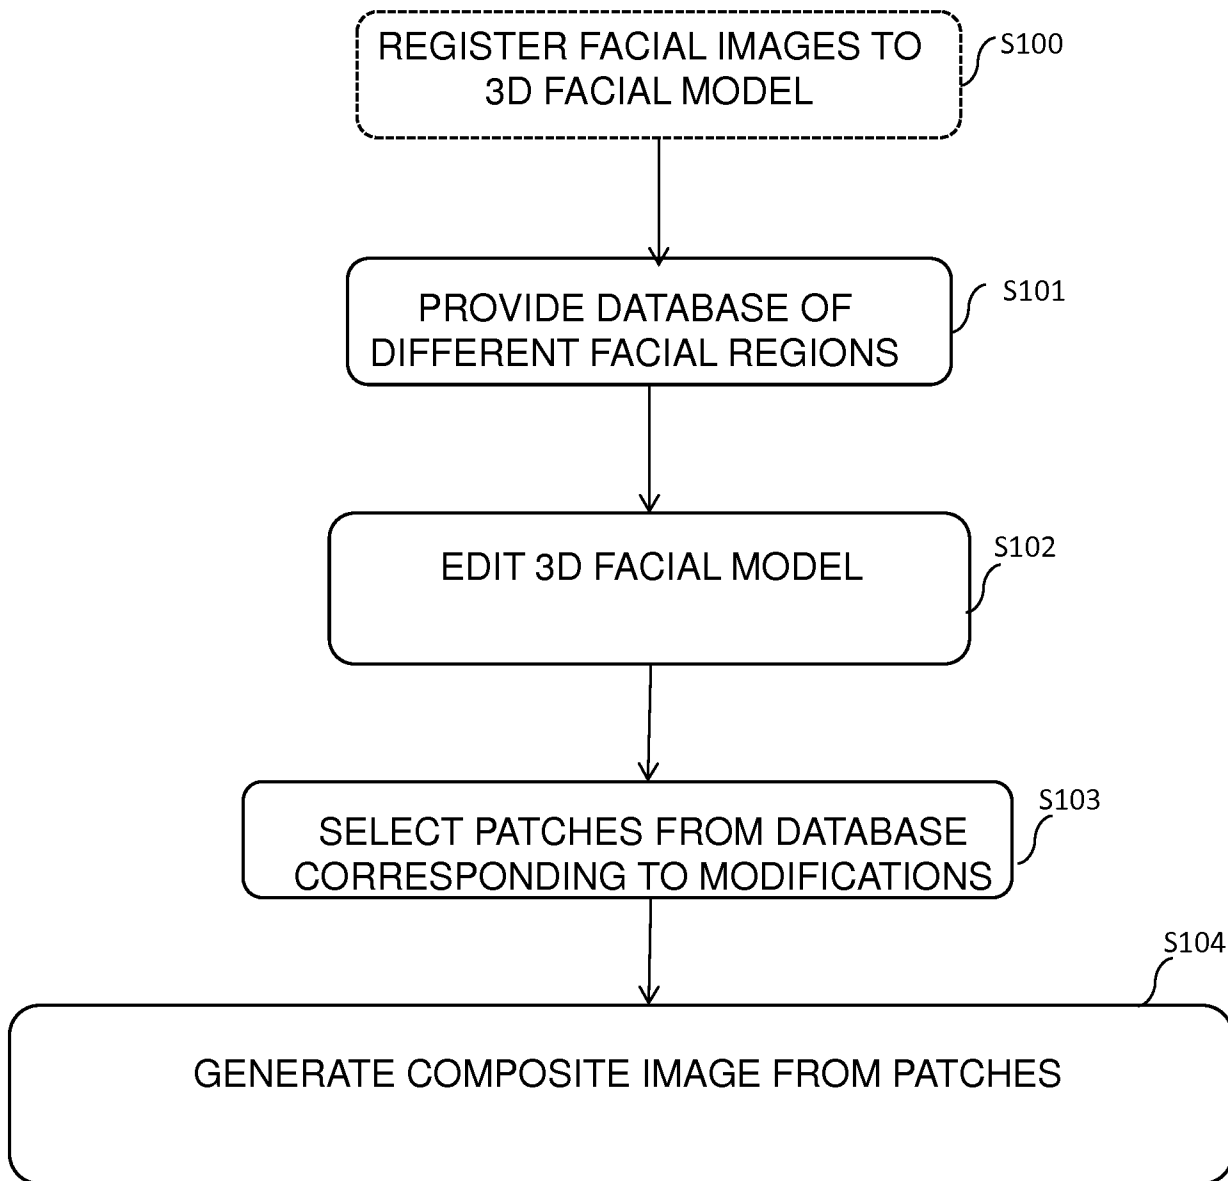 REGISTER FACIAL IMAGES TO
3D FACIAL MODEL
S100
PROVIDE DATABASE OF
DIFFERENT FACIAL REGIONS
S101
EDIT 3D FACIAL MODEL
S102
SELECT PATCHES FROM DATABASE
CORRESPONDING TO MODIFICATIONS
S103
GENERATE COMPOSITE IMAGE FROM PATCHES
S104